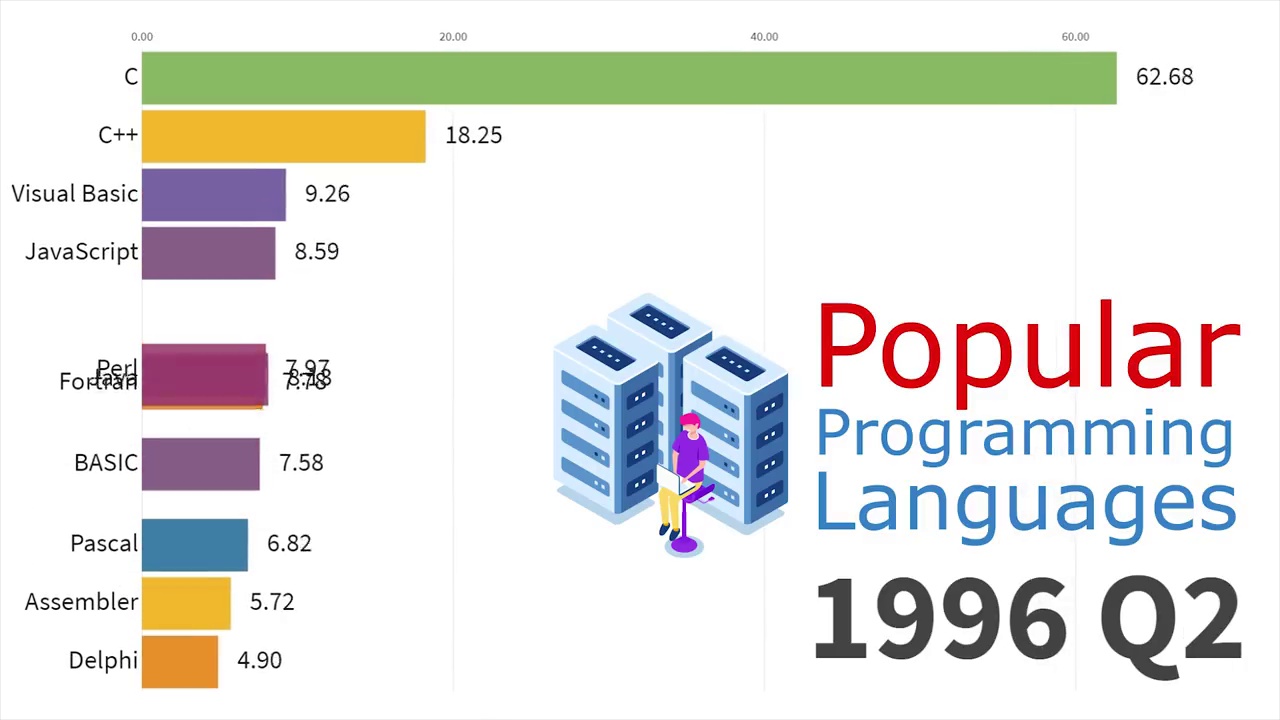 0.00 20.00 40.00 60.00
C 62.68
C++ 18.25
Visual Basic 9.26
JavaScript 8.59
Perl 7.97
Fortran
BASIC 7.58
Pascal 6.82
Assembler 5.72
Delphi 4.90
Popular
Programming
Languages
1996 Q2